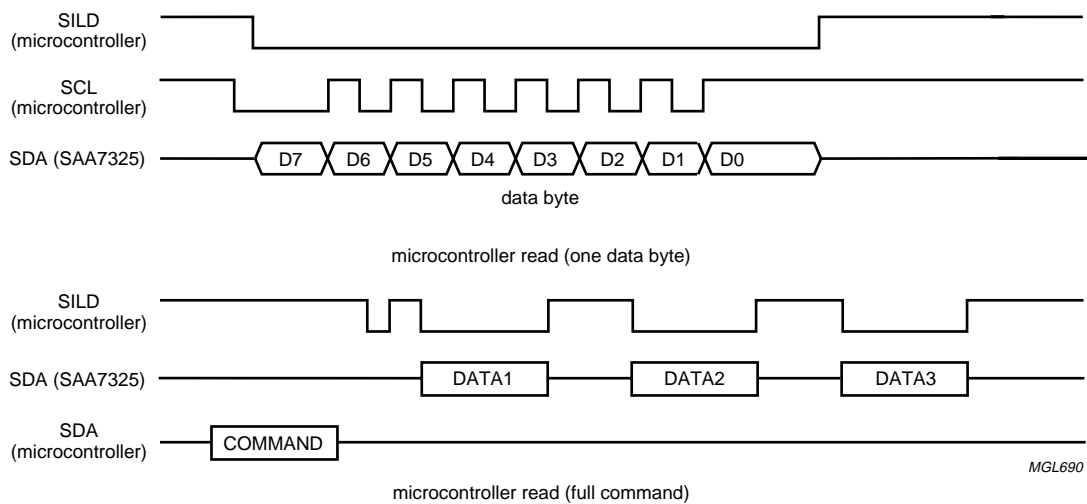 SILD
(microcontroller)
SCL
(microcontroller)
SDA (SAA7325)
D7 D6 D5 D4 D3 D2 D1 D0
data byte
microcontroller read (one data byte)
SILD
(microcontroller)
SDA (SAA7325)
DATA1 DATA2 DATA3
SDA
(microcontroller)
COMMAND
MGL690
microcontroller read (full command)